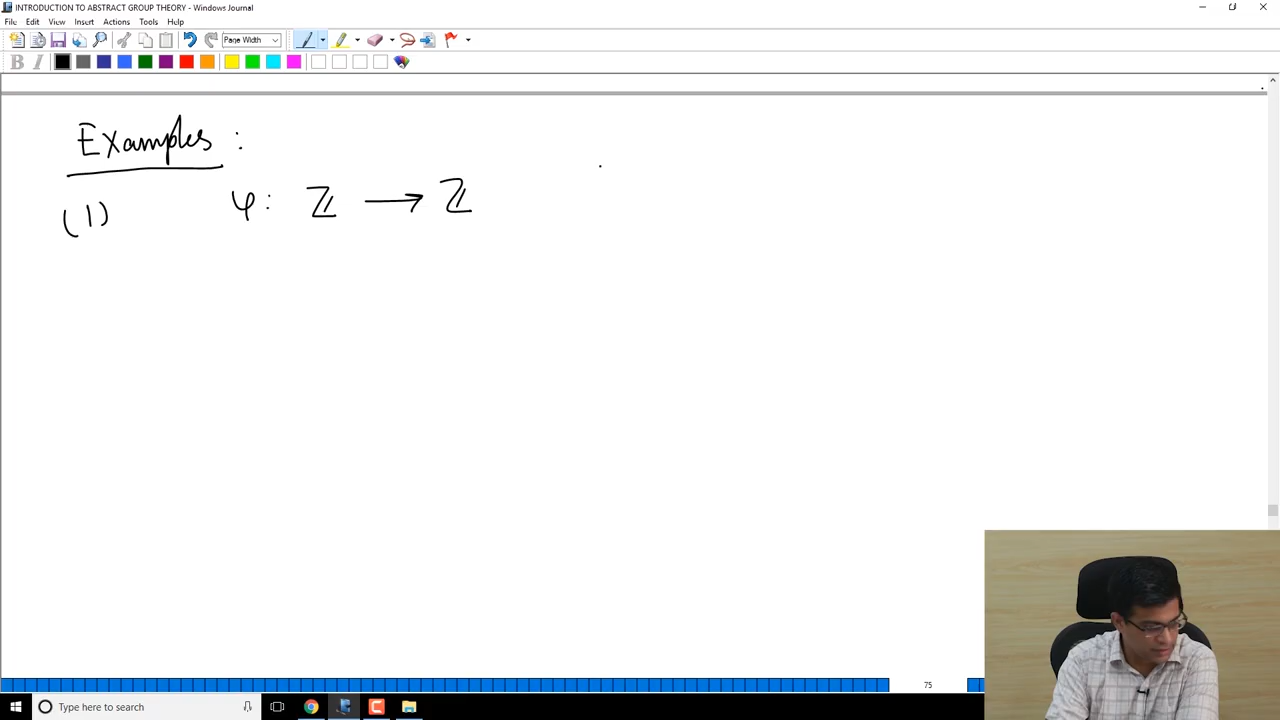 INTRODUCTION TO ABSTRACT GROUP THEORY - Windows Journal
File Edit View Insert Actions Tools Help
Page Width
B I
Examples :
(1) φ: ℤ ⟶ ℤ
75
Type here to search